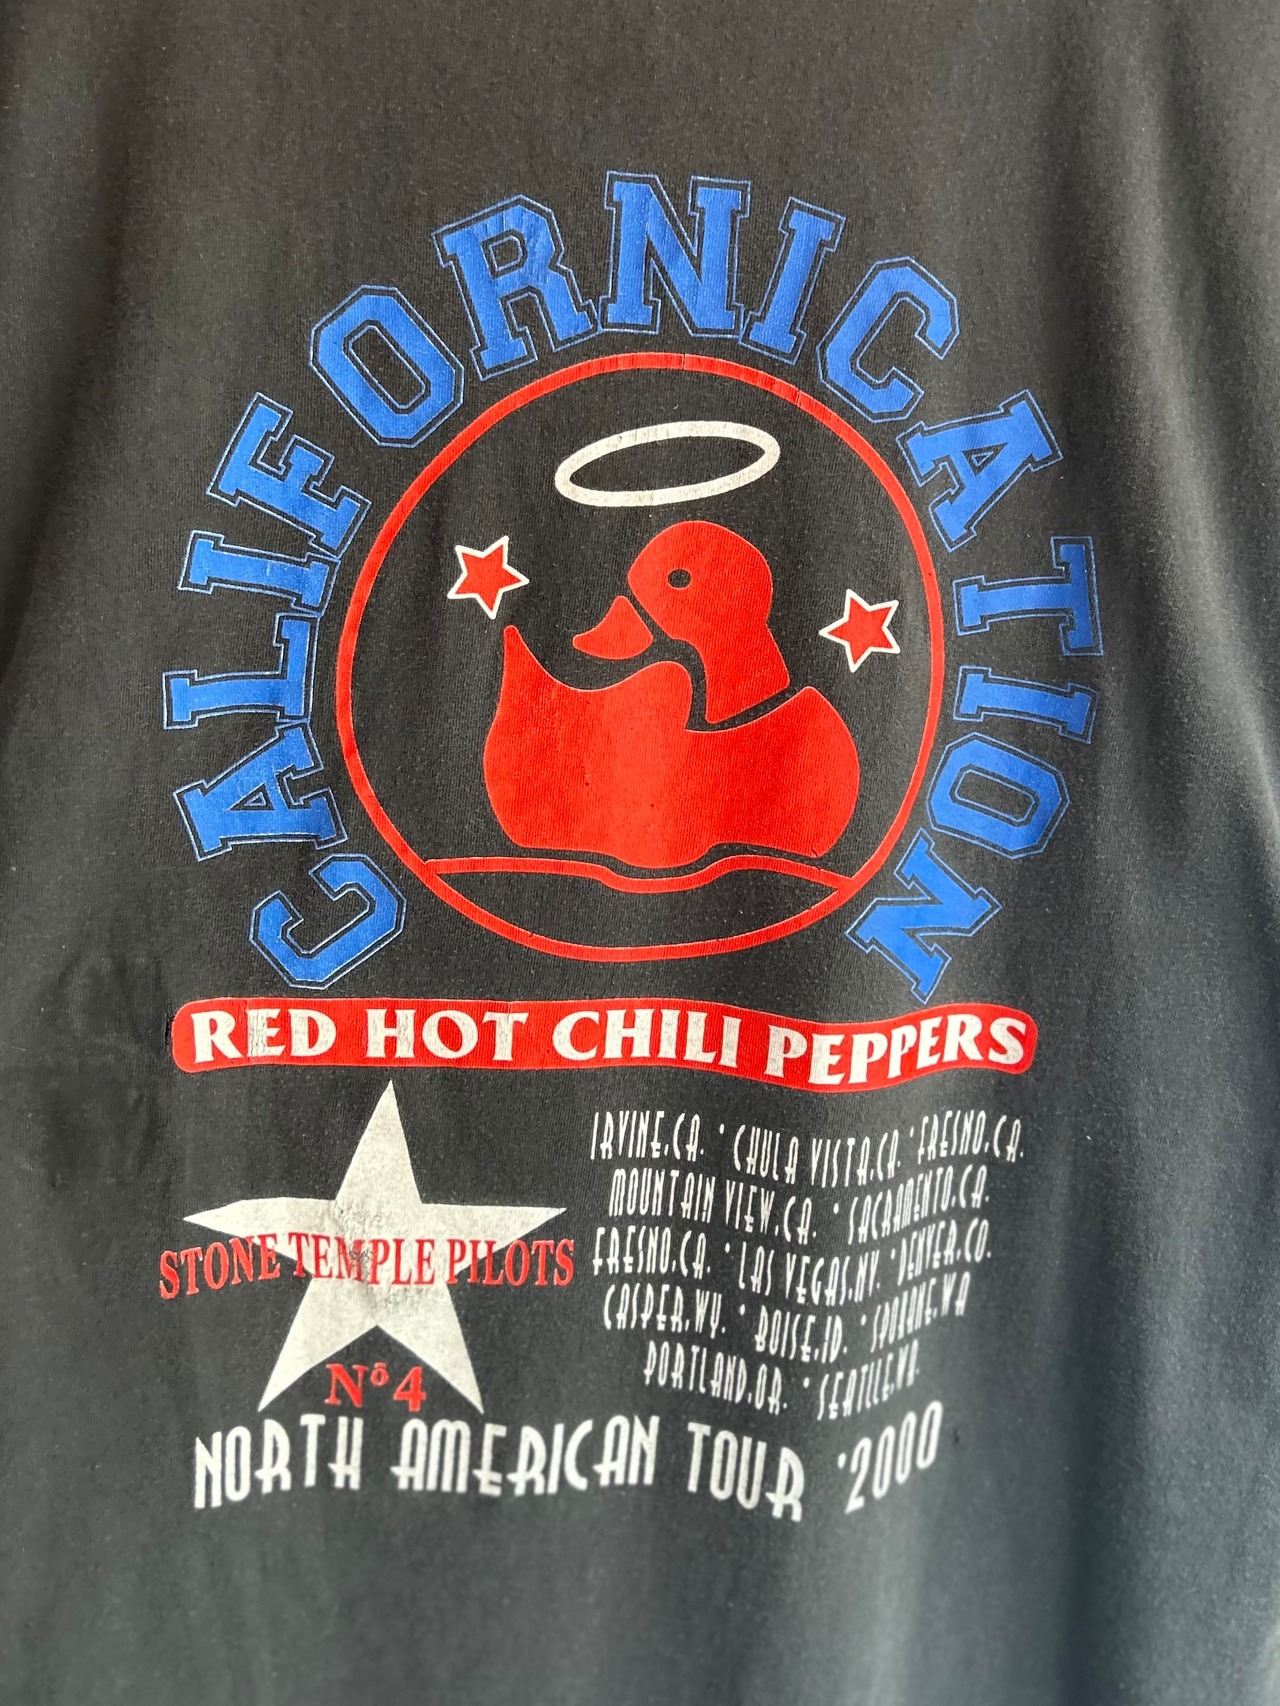 CALIFORNICATION
RED HOT CHILI PEPPERS
STONE TEMPLE PILOTS
Nº4
IRVINE,CA. • CHULA VISTA,CA • FRESNO,CA.
MOUNTAIN VIEW,CA. • SACRAMENTO,CA.
FRESNO,CA. • LAS VEGAS,NV. • DENVER,CO.
CASPER,WY. • BOISE,ID. • SPOKANE,WA
PORTLAND,OR. • SEATLLE,WA.
NORTH AMERICAN TOUR '2000